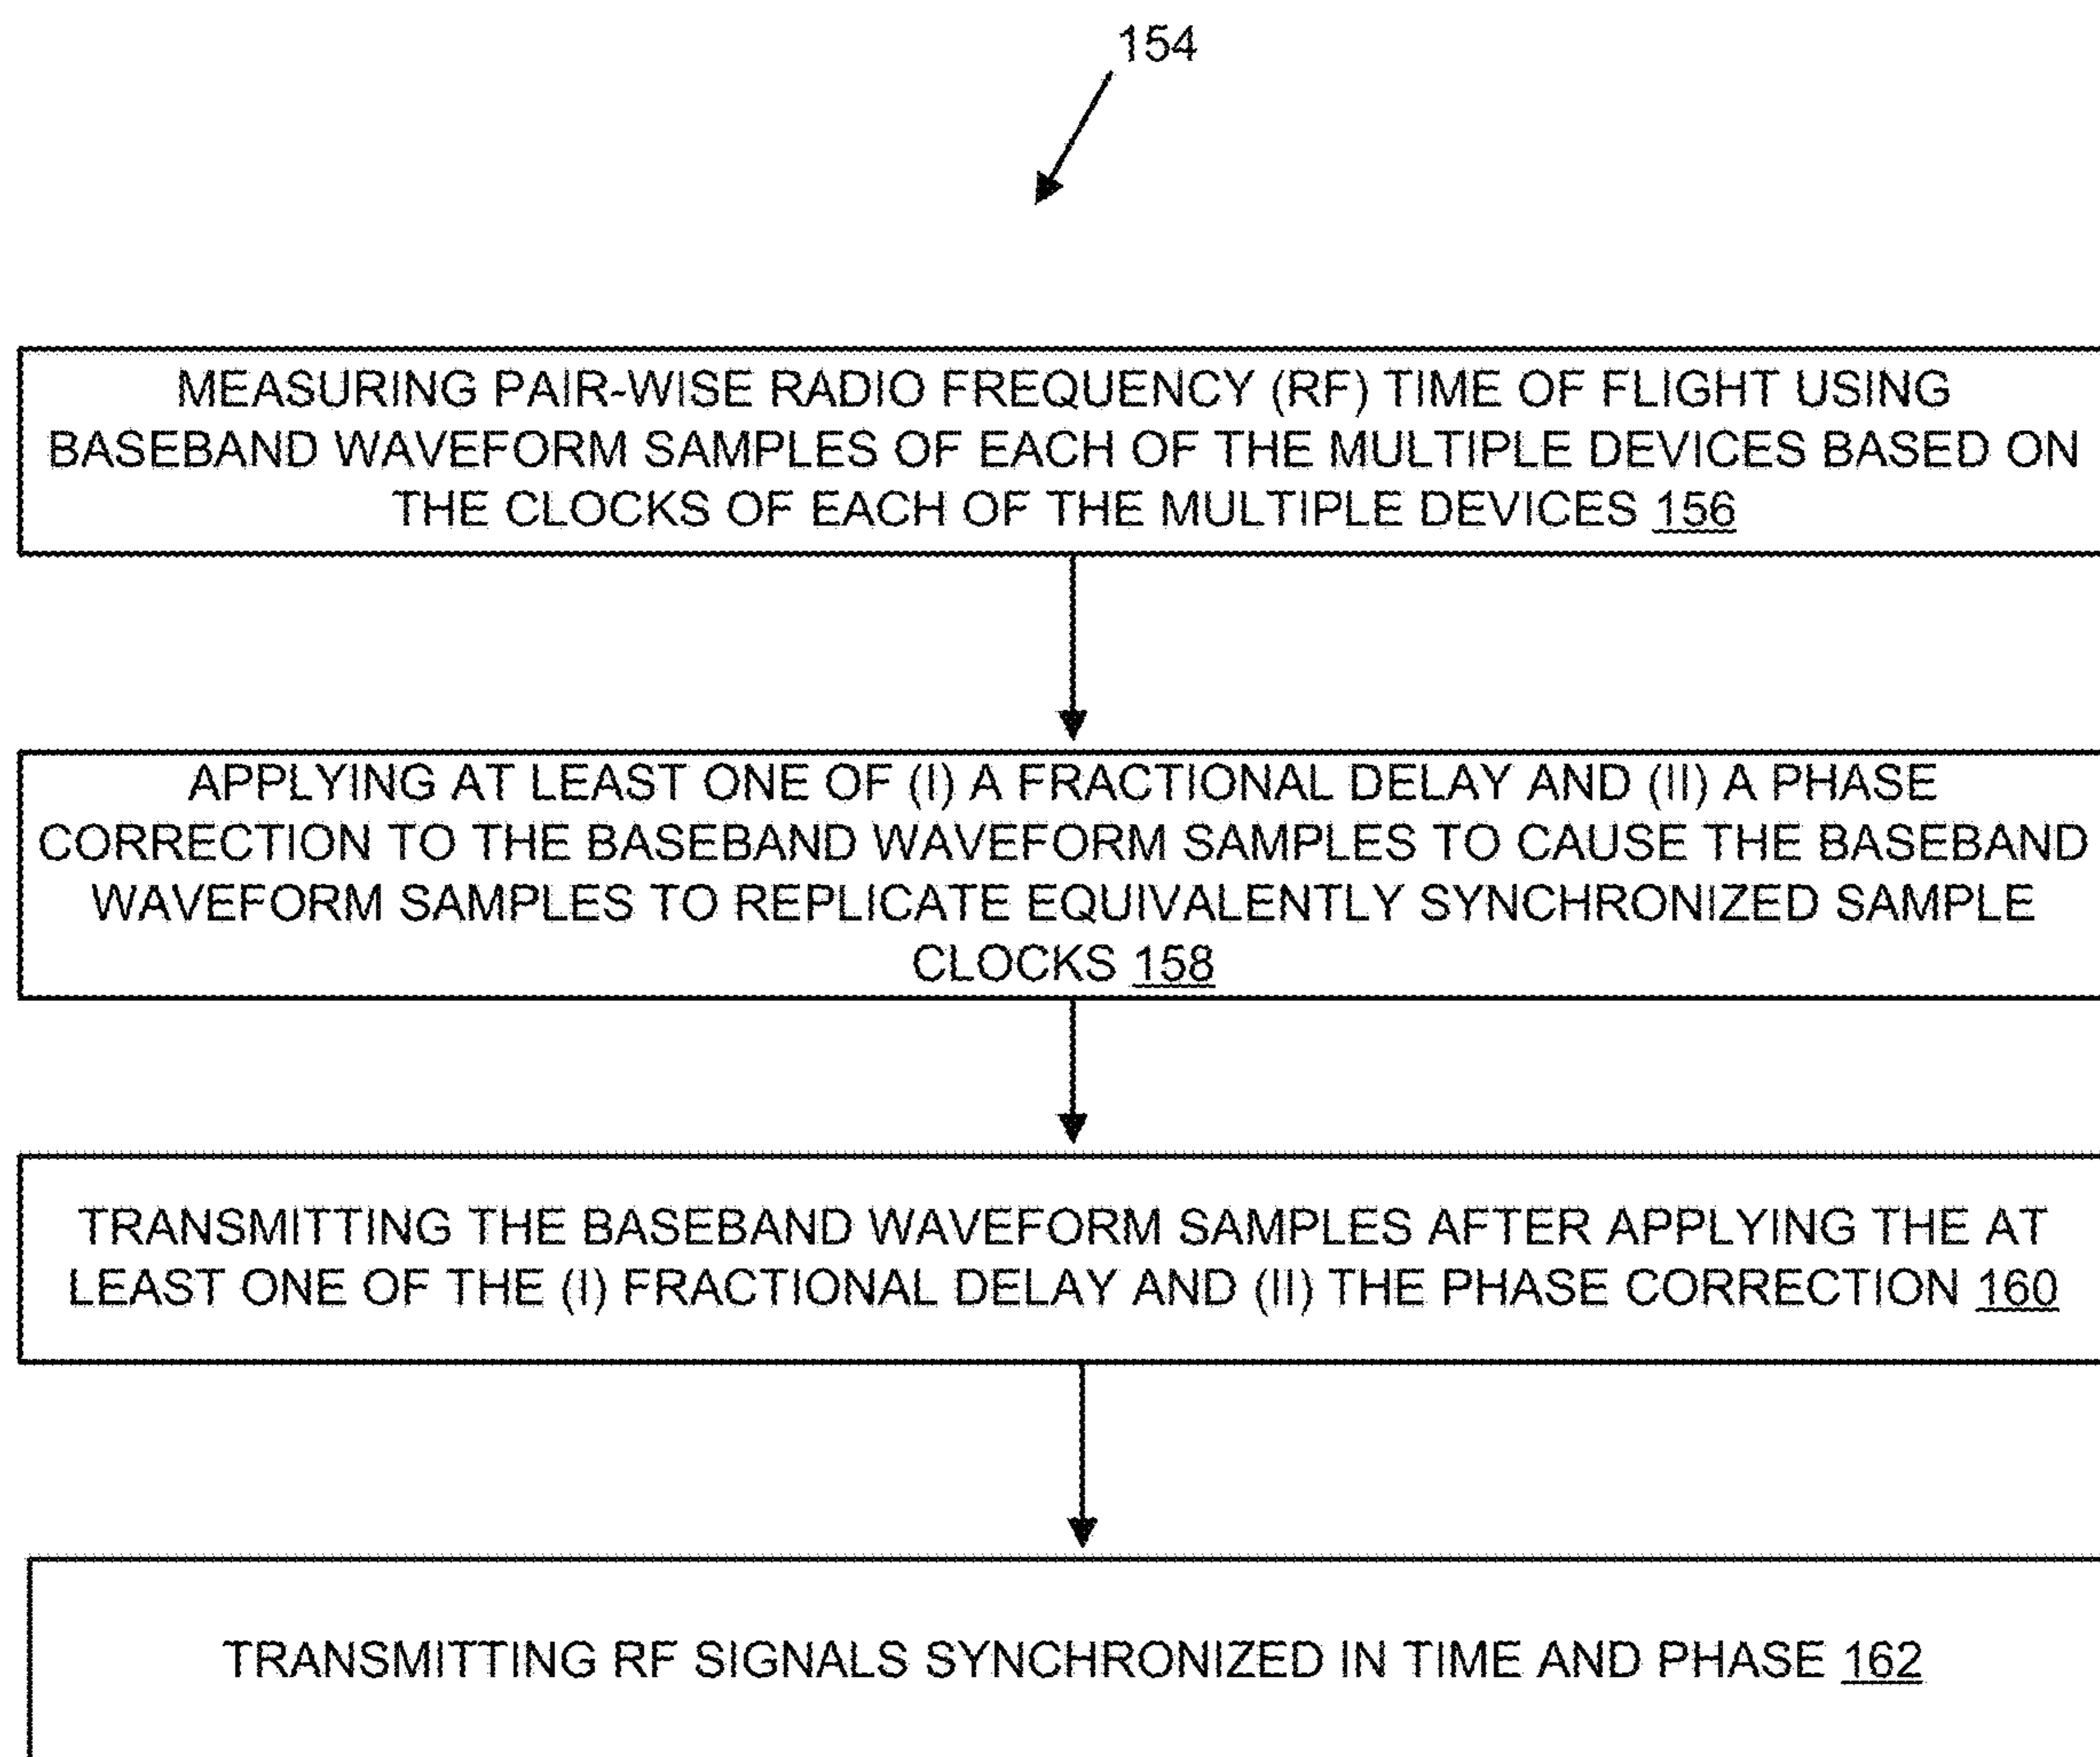 154
MEASURING PAIR-WISE RADIO FREQUENCY (RF) TIME OF FLIGHT USING
BASEBAND WAVEFORM SAMPLES OF EACH OF THE MULTIPLE DEVICES BASED ON
THE CLOCKS OF EACH OF THE MULTIPLE DEVICES 156
APPLYING AT LEAST ONE OF (I) A FRACTIONAL DELAY AND (II) A PHASE
CORRECTION TO THE BASEBAND WAVEFORM SAMPLES TO CAUSE THE BASEBAND
WAVEFORM SAMPLES TO REPLICATE EQUIVALENTLY SYNCHRONIZED SAMPLE
CLOCKS 158
TRANSMITTING THE BASEBAND WAVEFORM SAMPLES AFTER APPLYING THE AT
LEAST ONE OF THE (I) FRACTIONAL DELAY AND (II) THE PHASE CORRECTION 160
TRANSMITTING RF SIGNALS SYNCHRONIZED IN TIME AND PHASE 162